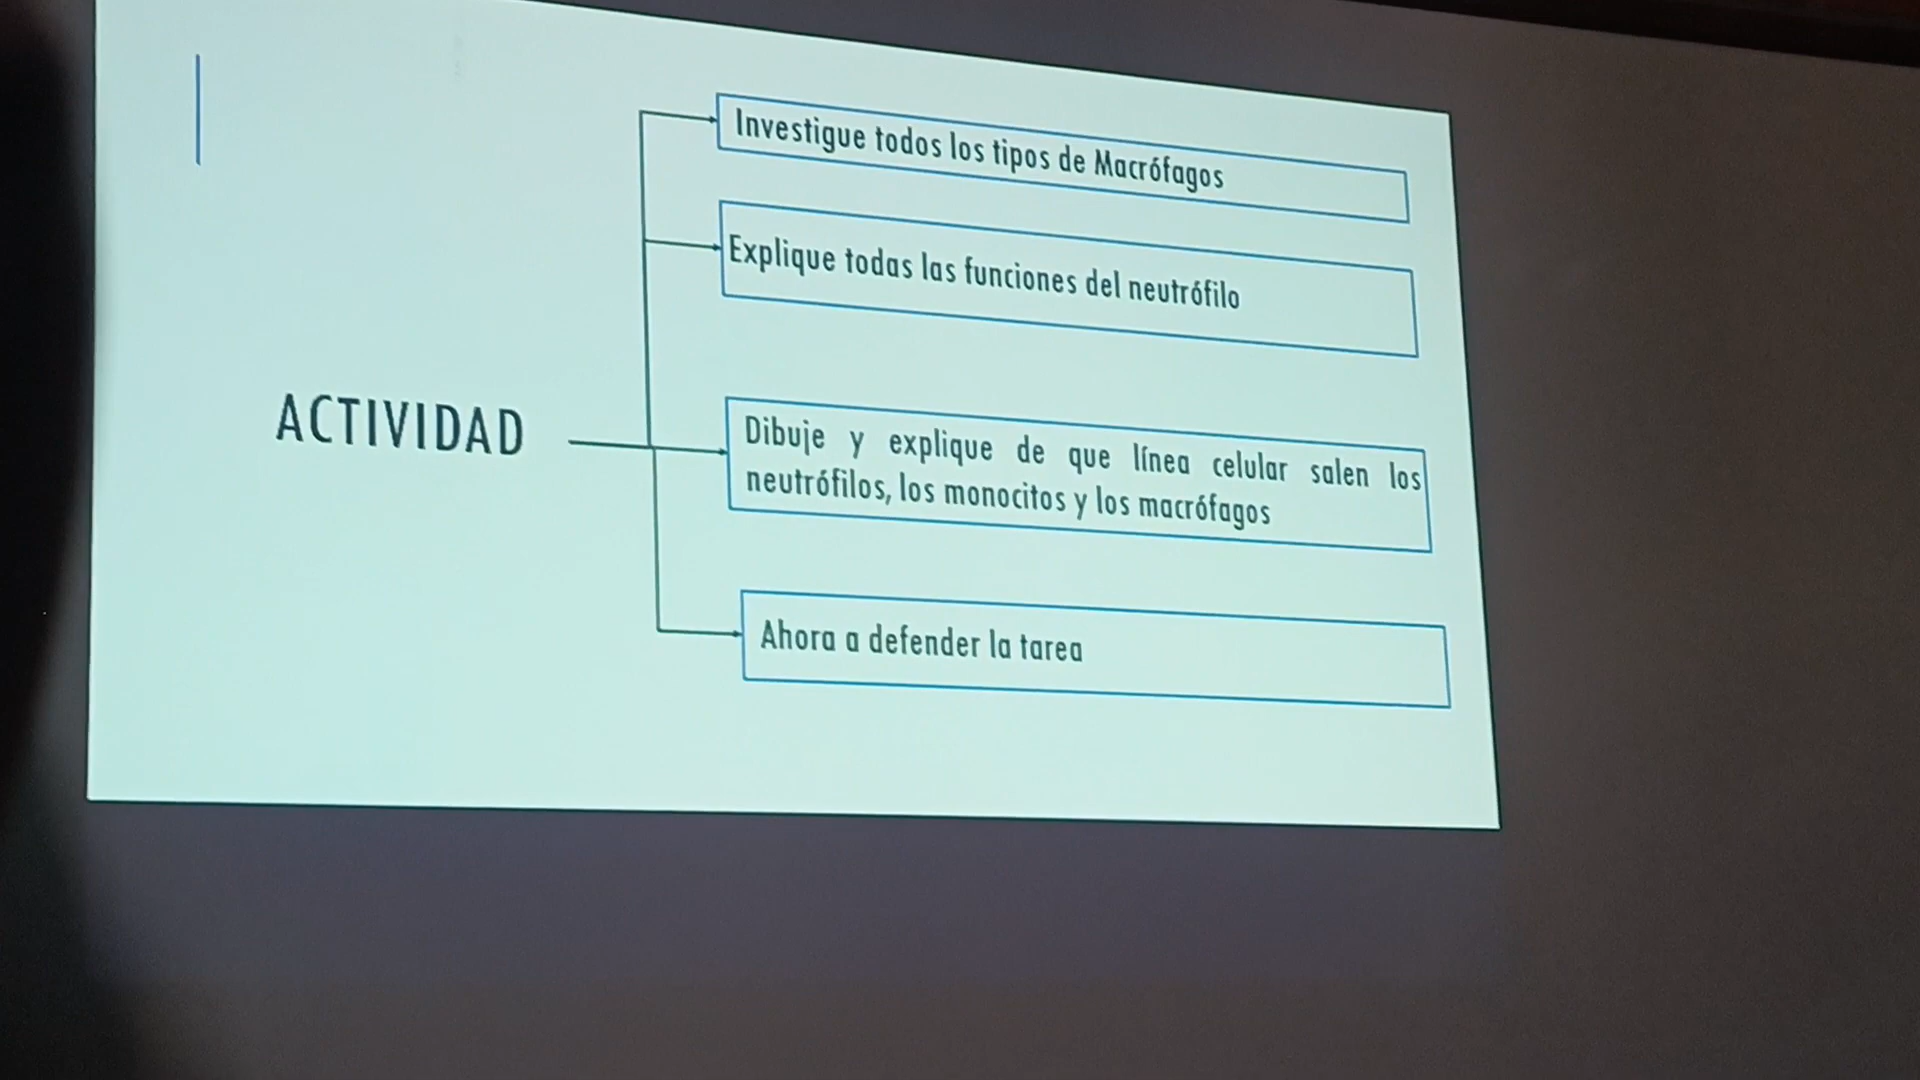 Investigue todos los tipos de Macrófagos
Explique todas las funciones del neutrófilo
ACTIVIDAD
Dibuje y explique de que línea celular salen los
neutrófilos, los monocitos y los macrófagos
Ahora a defender la tarea